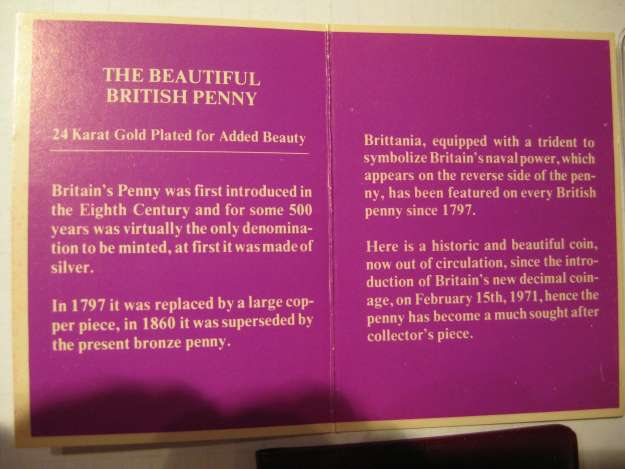 THE BEAUTIFUL
BRITISH PENNY
24 Karat Gold Plated for Added Beauty
Britain's Penny was first introduced in
the Eighth Century and for some 500
years was virtually the only denomina-
tion to be minted, at first it was made of
silver.
In 1797 it was replaced by a large cop-
per piece, in 1860 it was superseded by
the present bronze penny.
Brittania, equipped with a trident to
symbolize Britain's naval power, which
appears on the reverse side of the pen-
ny, has been featured on every British
penny since 1797.
Here is a historic and beautiful coin,
now out of circulation, since the intro-
duction of Britain's new decimal coin-
age, on February 15th, 1971, hence the
penny has become a much sought after
collector's piece.